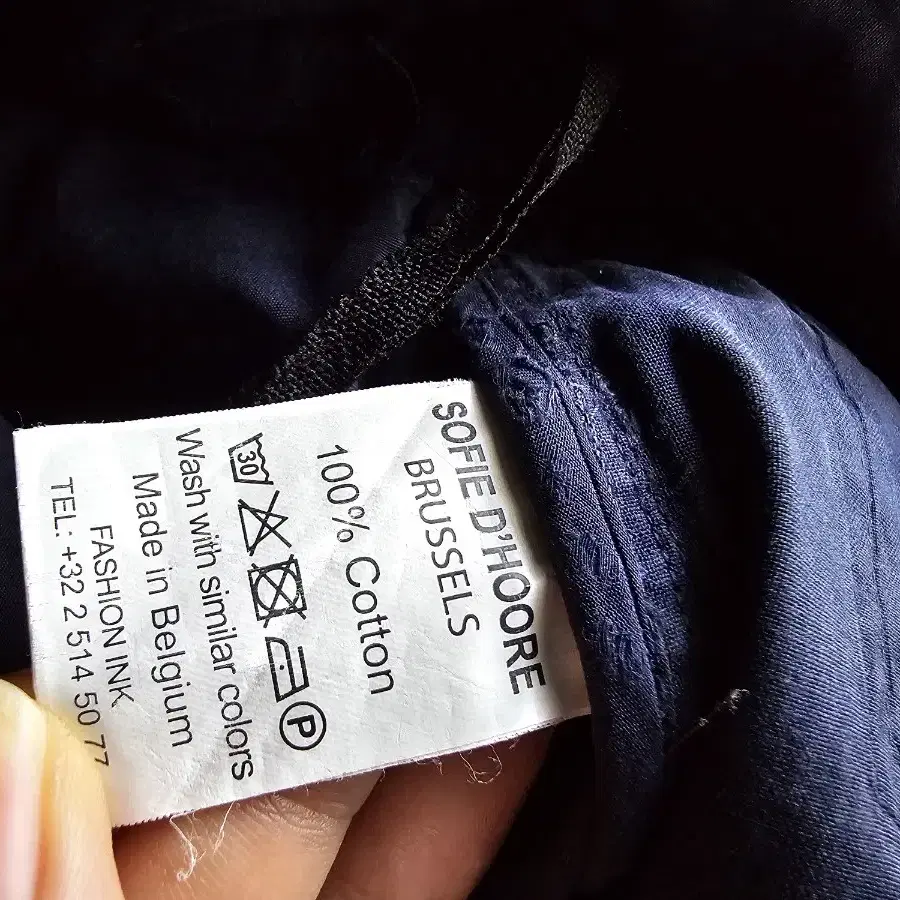 SOFIE D'HOORE
BRUSSELS
100% Cotton
30 P
Wash with similar colors
Made in Belgium
FASHION INK
TEL: +32 2 514 50 77